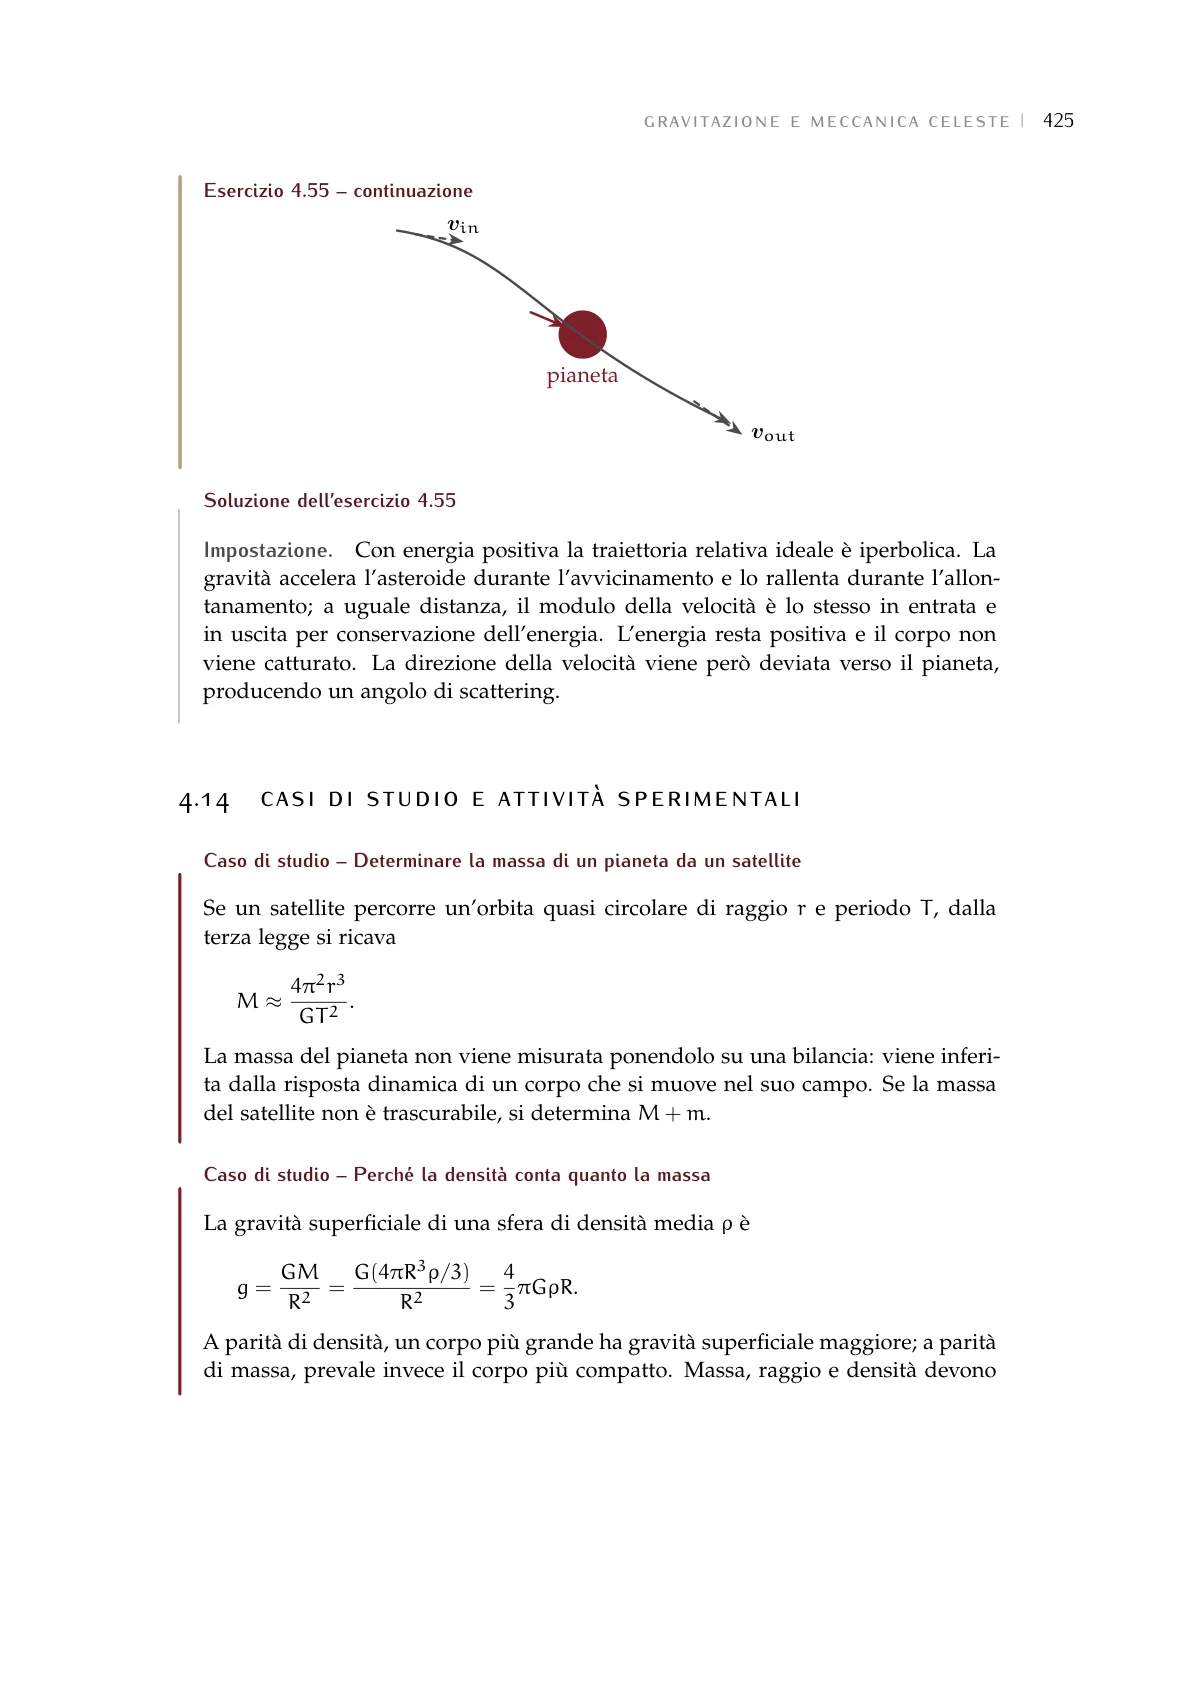 GRAVITAZIONE E MECCANICA CELESTE | 425
Esercizio 4.55 – continuazione
v_in
pianeta
v_out
Soluzione dell'esercizio 4.55
Impostazione. Con energia positiva la traiettoria relativa ideale è iperbolica. La
gravità accelera l'asteroide durante l'avvicinamento e lo rallenta durante l'allon-
tanamento; a uguale distanza, il modulo della velocità è lo stesso in entrata e
in uscita per conservazione dell'energia. L'energia resta positiva e il corpo non
viene catturato. La direzione della velocità viene però deviata verso il pianeta,
producendo un angolo di scattering.
4.14 CASI DI STUDIO E ATTIVITÀ SPERIMENTALI
Caso di studio – Determinare la massa di un pianeta da un satellite
Se un satellite percorre un'orbita quasi circolare di raggio r e periodo T, dalla
terza legge si ricava
M ≈ 4π²r³ / GT².
La massa del pianeta non viene misurata ponendolo su una bilancia: viene inferi-
ta dalla risposta dinamica di un corpo che si muove nel suo campo. Se la massa
del satellite non è trascurabile, si determina M + m.
Caso di studio – Perché la densità conta quanto la massa
La gravità superficiale di una sfera di densità media ρ è
g = GM / R² = G(4πR³ρ/3) / R² = 4/3 πGρR.
A parità di densità, un corpo più grande ha gravità superficiale maggiore; a parità
di massa, prevale invece il corpo più compatto. Massa, raggio e densità devono